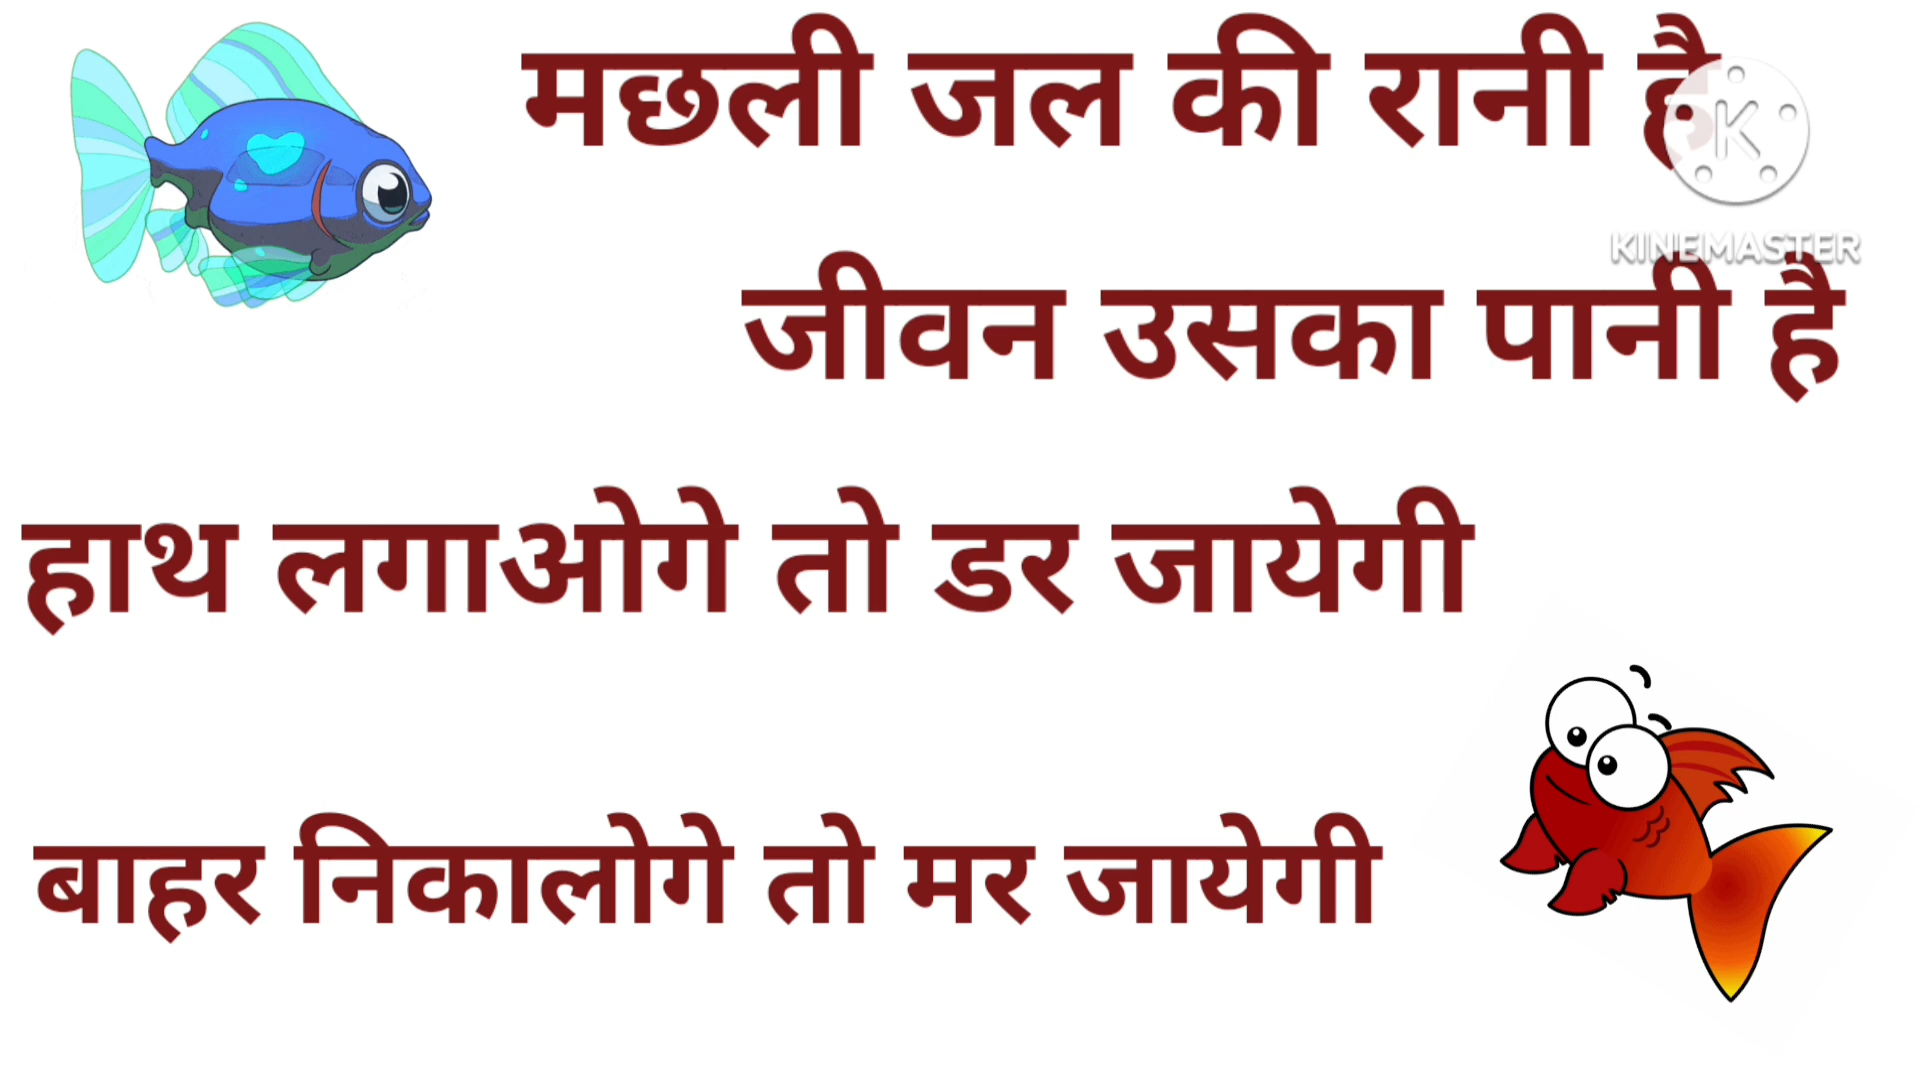 मछली जल की रानी है
KINEMASTER
जीवन उसका पानी है
हाथ लगाओगे तो डर जायेगी
बाहर निकालोगे तो मर जायेगी